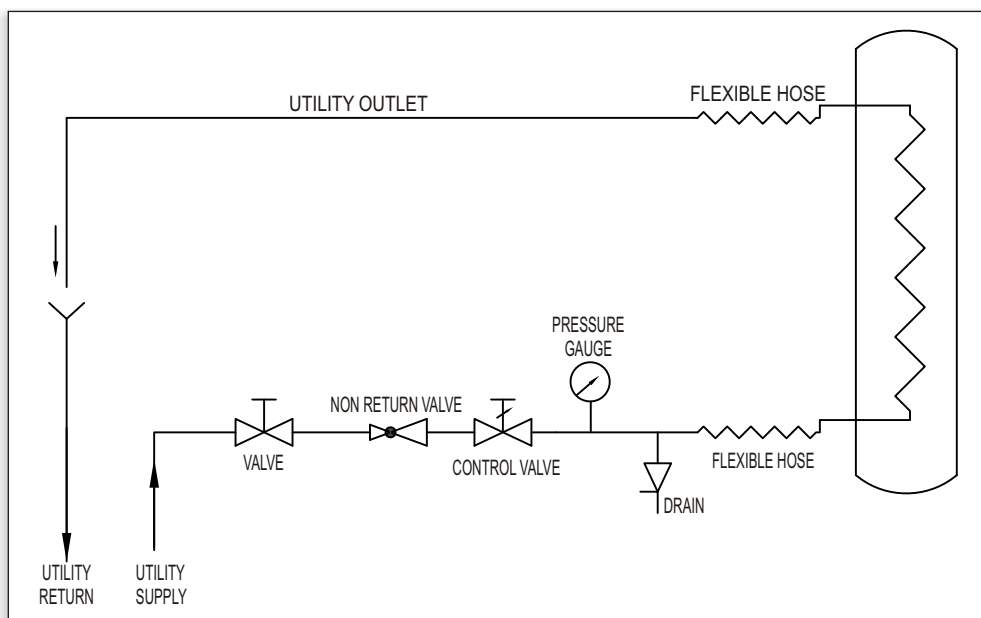 UTILITY OUTLET
FLEXIBLE HOSE
PRESSURE
GAUGE
NON RETURN VALVE
VALVE
CONTROL VALVE
FLEXIBLE HOSE
DRAIN
UTILITY
RETURN
UTILITY
SUPPLY